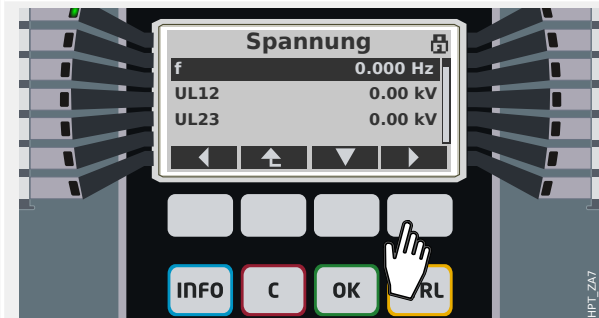 Spannung
f 0.000 Hz
UL12 0.00 kV
UL23 0.00 kV
INFO C OK RL
HPT_ZA7